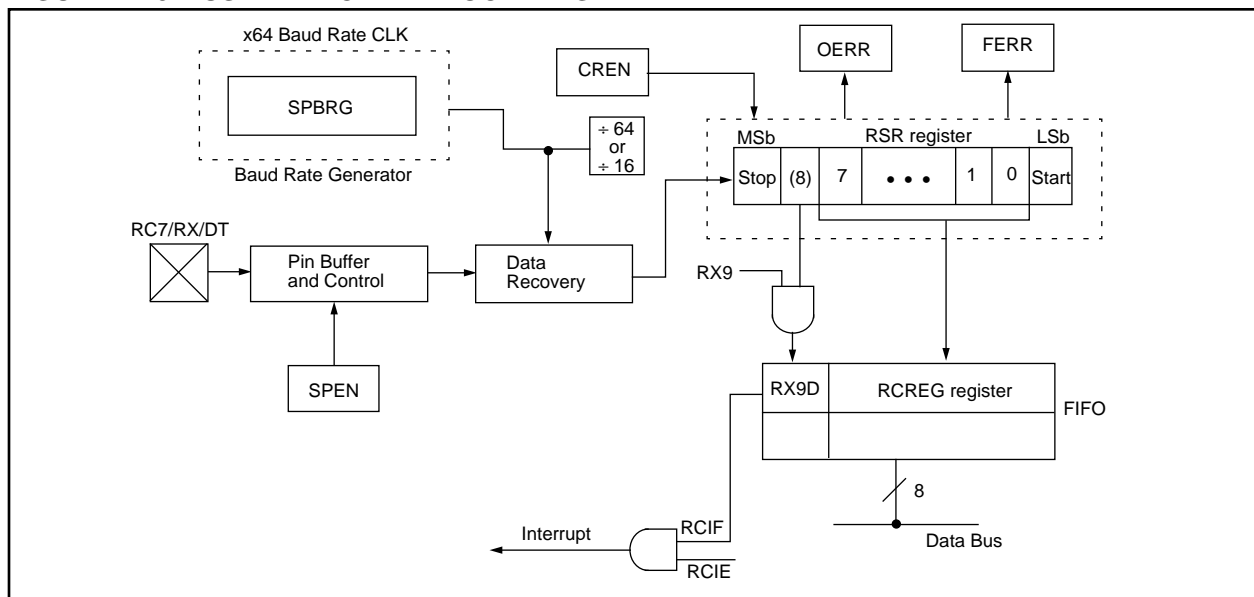 x64 Baud Rate CLK
SPBRG
Baud Rate Generator
CREN
OERR
FERR
÷ 64
or
÷ 16
MSb
RSR register
LSb
Stop
(8)
7
• • •
1
0
Start
RC7/RX/DT
Pin Buffer
and Control
Data
Recovery
RX9
SPEN
RX9D
RCREG register
FIFO
8
Data Bus
Interrupt
RCIF
RCIE